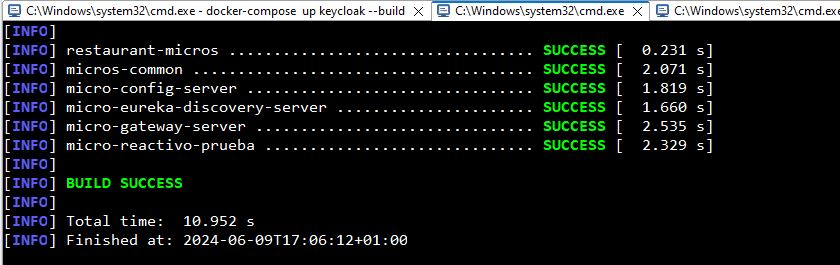 C:\Windows\system32\cmd.exe - docker-compose up keycloak --build
C:\Windows\system32\cmd.exe
C:\Windows\system32\cmd.exe
[INFO]
[INFO] restaurant-micros .................................. SUCCESS [  0.231 s]
[INFO] micros-common ...................................... SUCCESS [  2.071 s]
[INFO] micro-config-server ................................ SUCCESS [  1.819 s]
[INFO] micro-eureka-discovery-server ...................... SUCCESS [  1.660 s]
[INFO] micro-gateway-server ............................... SUCCESS [  2.535 s]
[INFO] micro-reactivo-prueba .............................. SUCCESS [  2.329 s]
[INFO]
[INFO] BUILD SUCCESS
[INFO]
[INFO] Total time:  10.952 s
[INFO] Finished at: 2024-06-09T17:06:12+01:00